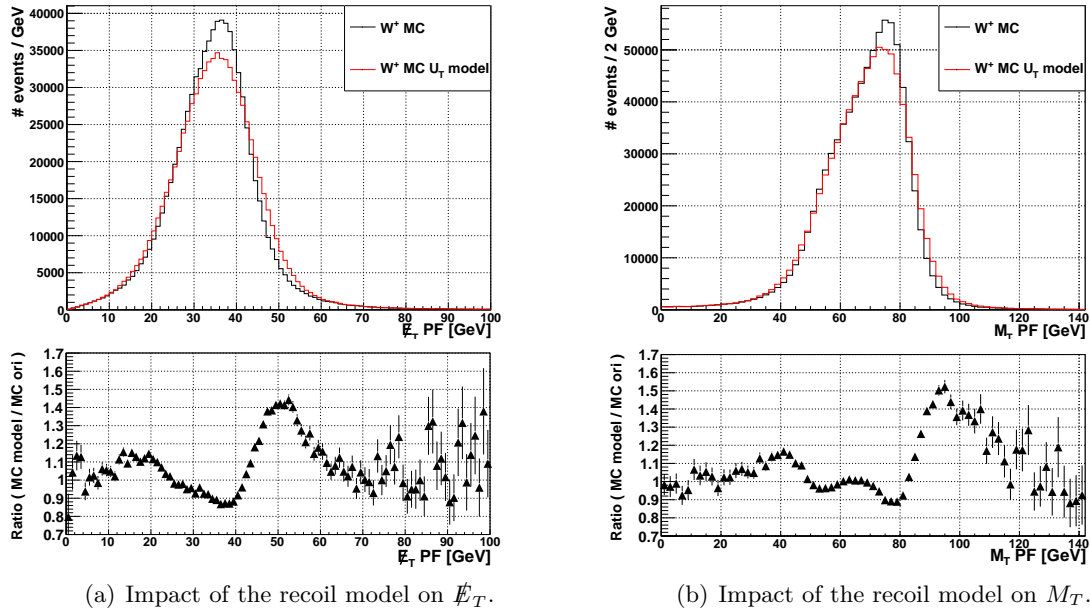 # events / GeV
40000
35000
30000
25000
20000
15000
10000
5000
0
W⁺ MC
W⁺ MC U_T model
0 10 20 30 40 50 60 70 80 90 100
E̸_T PF [GeV]
Ratio ( MC model / MC ori )
1.7
1.6
1.5
1.4
1.3
1.2
1.1
1
0.9
0.8
0.7
0 10 20 30 40 50 60 70 80 90 100
E̸_T PF [GeV]
(a) Impact of the recoil model on E̸_T.
# events / 2 GeV
50000
40000
30000
20000
10000
0
W⁺ MC
W⁺ MC U_T model
0 20 40 60 80 100 120 140
M_T PF [GeV]
Ratio ( MC model / MC ori )
1.7
1.6
1.5
1.4
1.3
1.2
1.1
1
0.9
0.8
0.7
0 20 40 60 80 100 120 140
M_T PF [GeV]
(b) Impact of the recoil model on M_T.